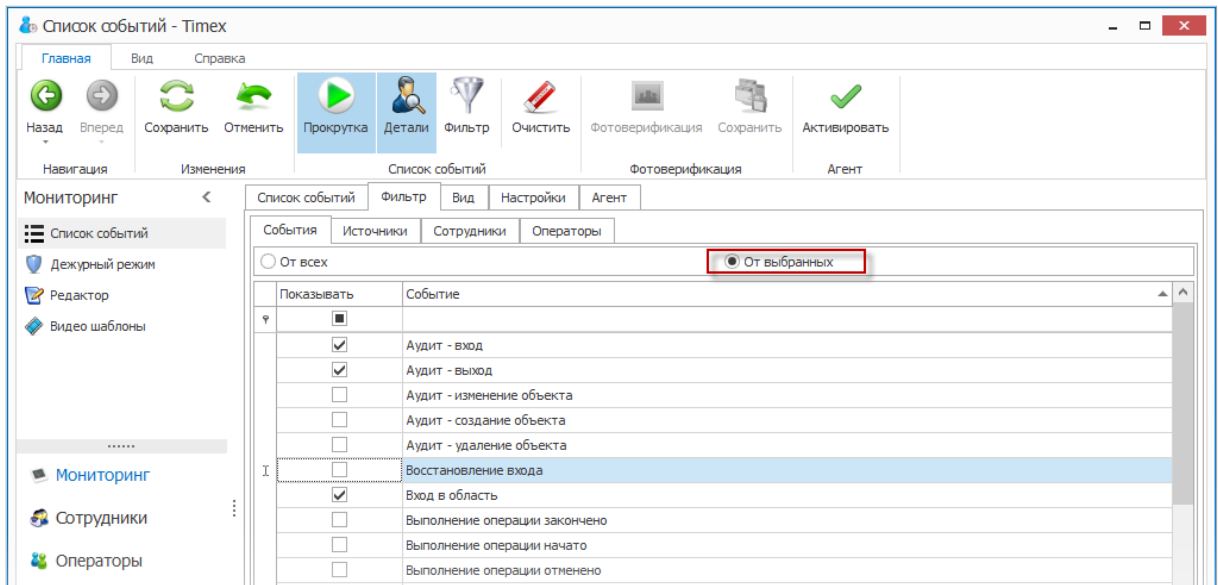 Список событий - Timex
Главная Вид Справка
Назад Вперед Сохранить Отменить Прокрутка Детали Фильтр Очистить Фотоверификация Сохранить Активировать
Навигация Изменения Список событий Фотоверификация Агент
Мониторинг Список событий Фильтр Вид Настройки Агент
Список событий События Источники Сотрудники Операторы
Дежурный режим От всех От выбранных
Редактор Показывать Событие
Видео шаблоны
Аудит - вход
Аудит - выход
Аудит - изменение объекта
Аудит - создание объекта
Аудит - удаление объекта
Мониторинг Восстановление входа
Вход в область
Сотрудники Выполнение операции закончено
Выполнение операции начато
Операторы Выполнение операции отменено